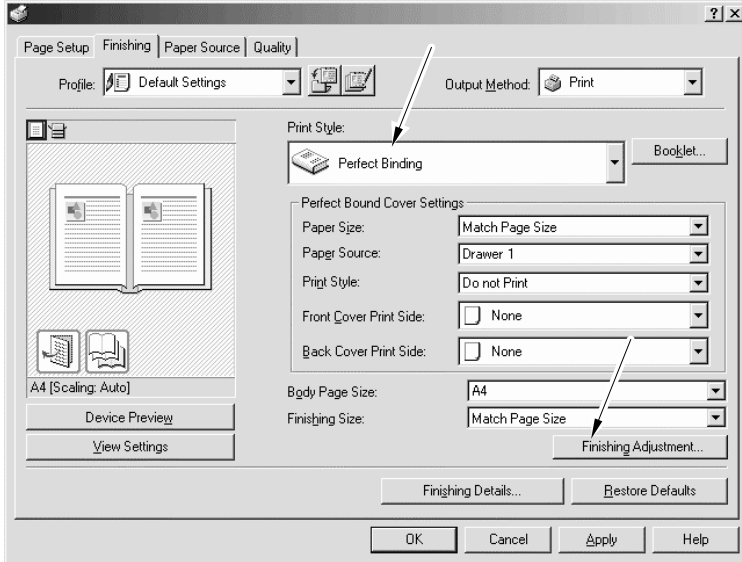 Page Setup Finishing Paper Source Quality
Profile: Default Settings Output Method: Print
Print Style:
Perfect Binding Booklet...
Perfect Bound Cover Settings
Paper Size: Match Page Size
Paper Source: Drawer 1
Print Style: Do not Print
Front Cover Print Side: None
Back Cover Print Side: None
A4 [Scaling: Auto]
Body Page Size: A4
Device Preview
Finishing Size: Match Page Size
View Settings
Finishing Adjustment...
Finishing Details... Restore Defaults
OK Cancel Apply Help